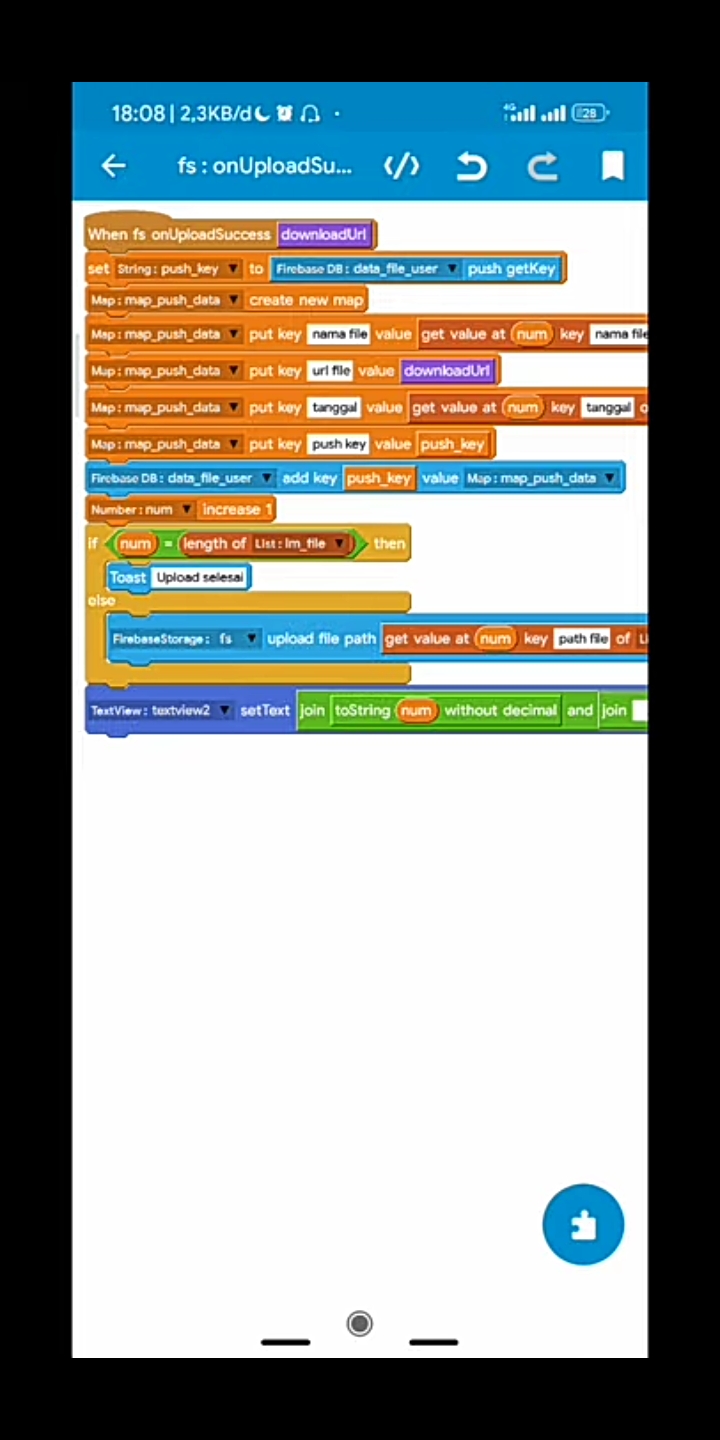 18:08 | 2,3KB/d
4G 28
fs : onUploadSu...
When fs onUploadSuccess downloadUrl
set String : push_key to Firebase DB : data_file_user push getKey
Map : map_push_data create new map
Map : map_push_data put key nama file value get value at num key nama file
Map : map_push_data put key url file value downloadUrl
Map : map_push_data put key tanggal value get value at num key tanggal o
Map : map_push_data put key push key value push_key
Firebase DB : data_file_user add key push_key value Map : map_push_data
Number : num increase 1
if num = length of List : lm_file then
Toast Upload selesai
else
FirebaseStorage : fs upload file path get value at num key path file of Li
TextView : textview2 setText join toString num without decimal and join